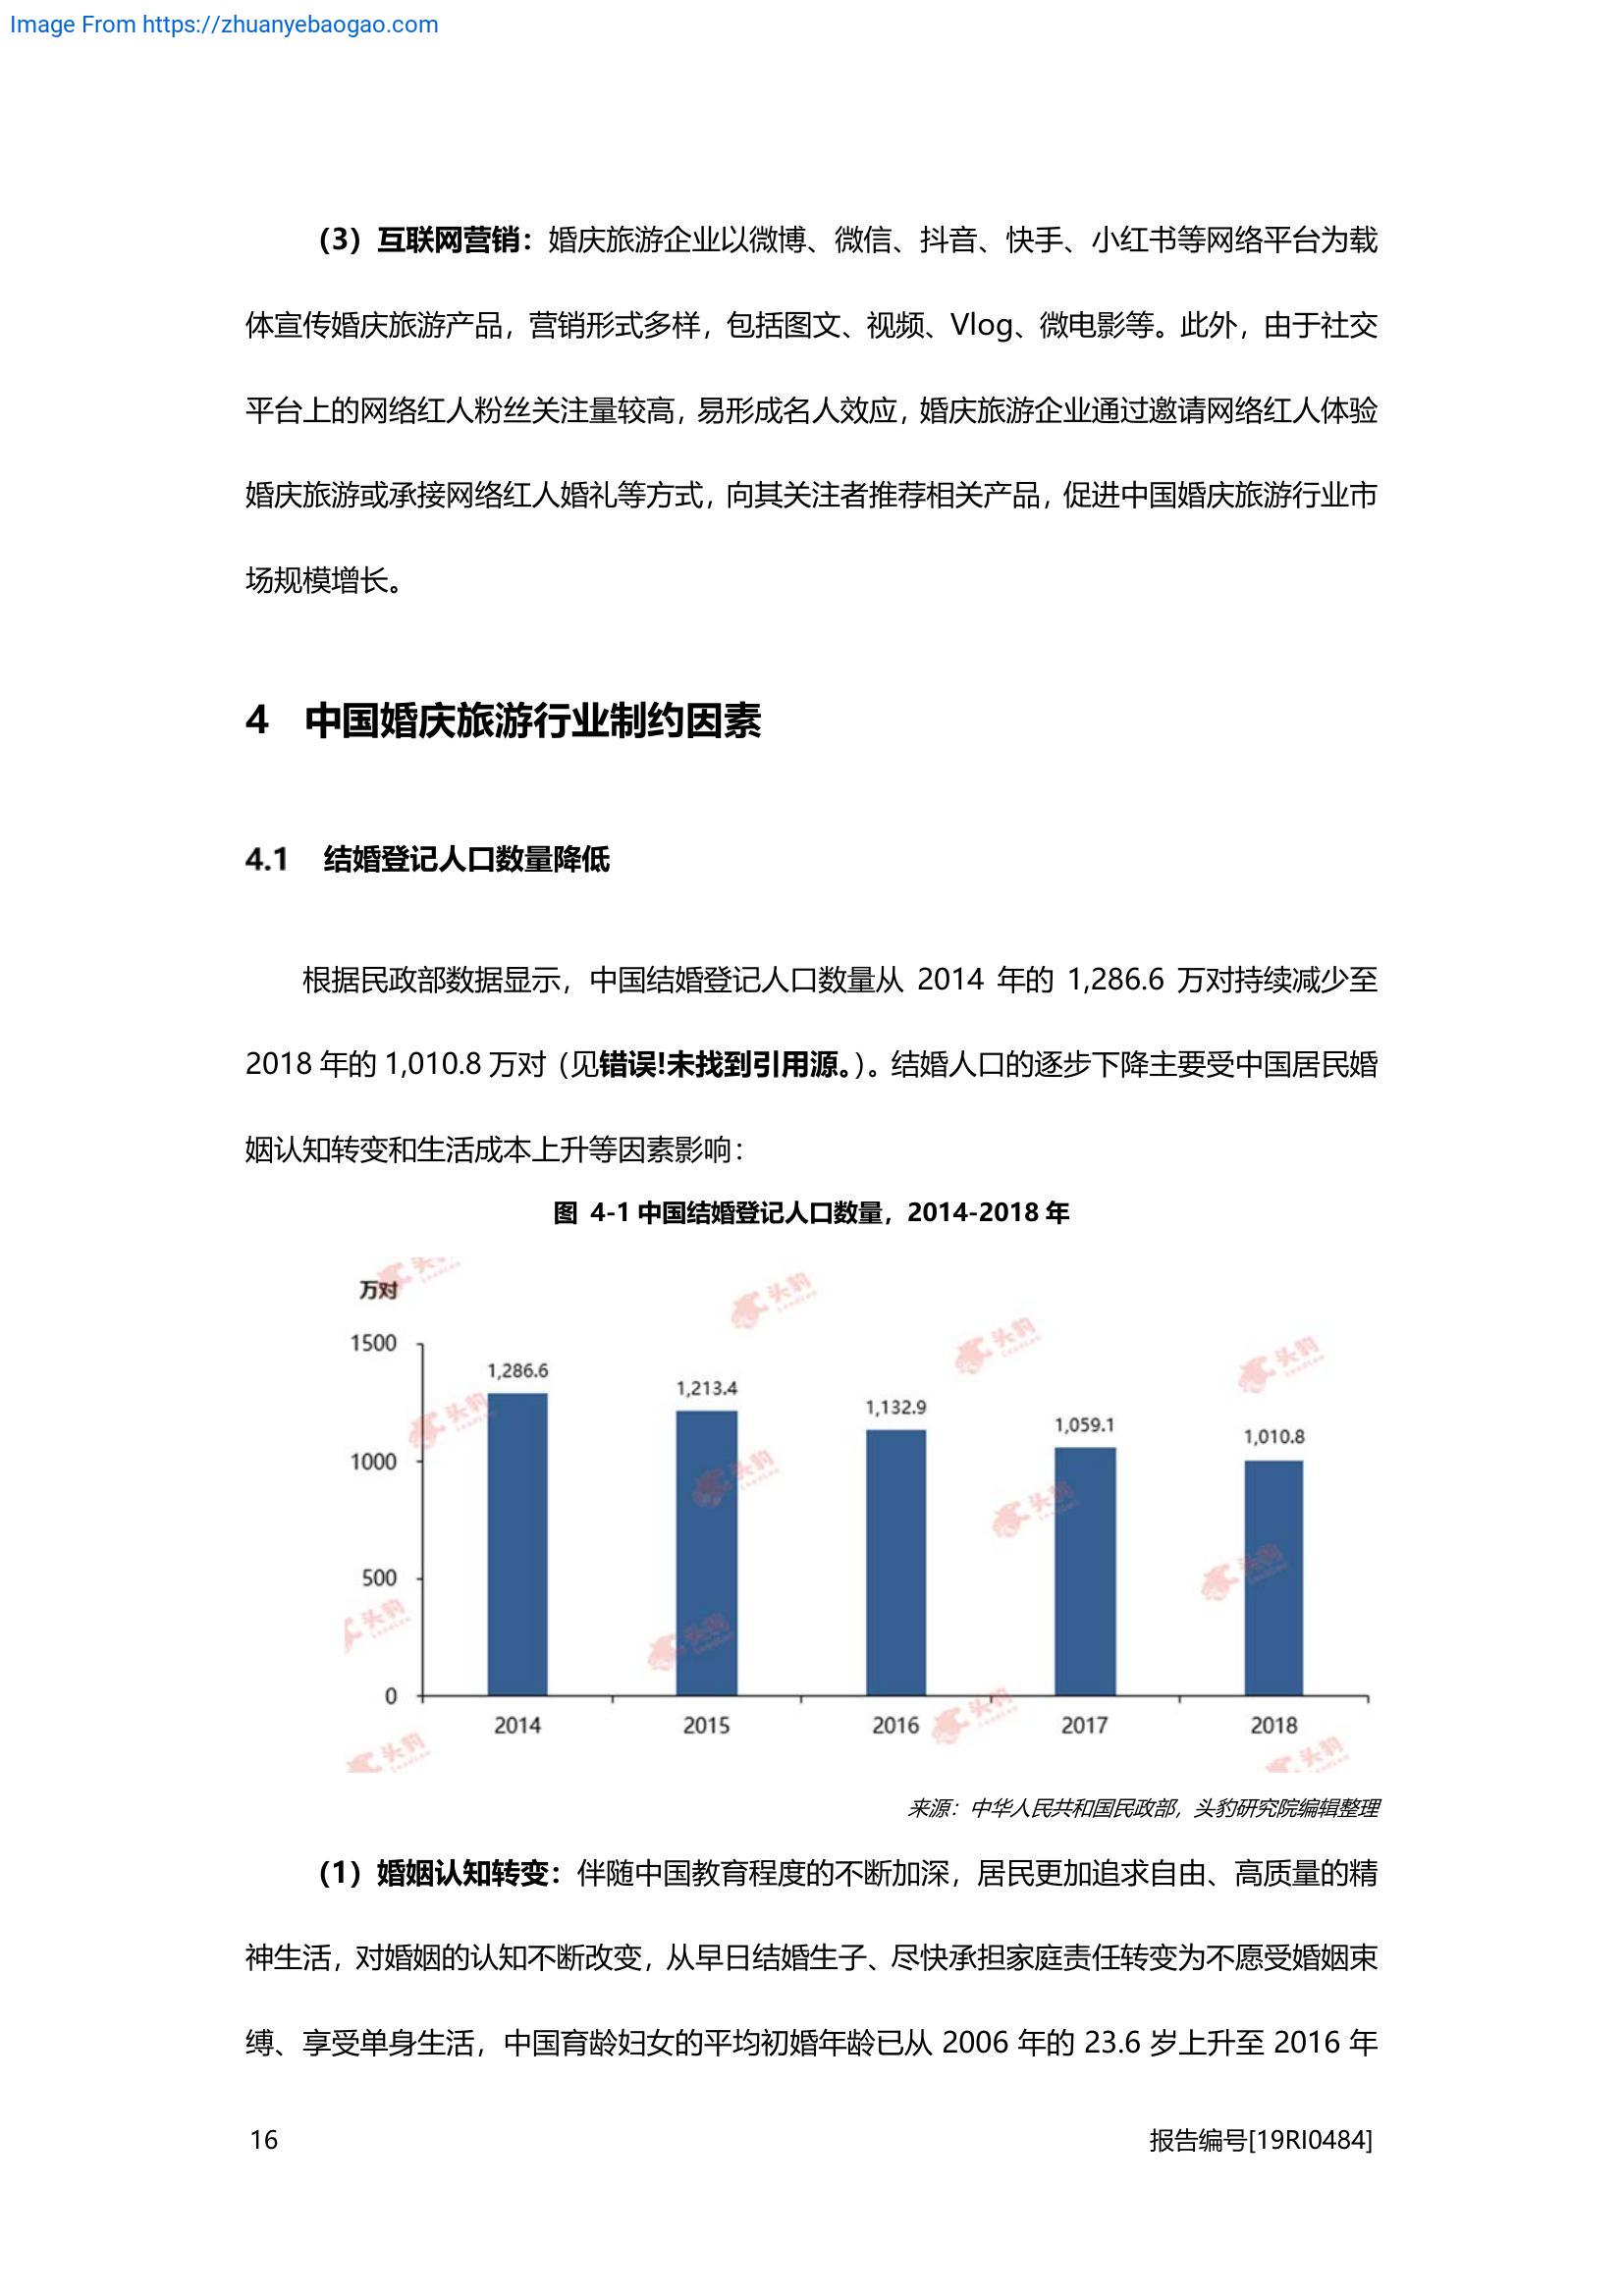 Image From https://zhuanyebaogao.com
（3）互联网营销：婚庆旅游企业以微博、微信、抖音、快手、小红书等网络平台为载
体宣传婚庆旅游产品，营销形式多样，包括图文、视频、Vlog、微电影等。此外，由于社交
平台上的网络红人粉丝关注量较高，易形成名人效应，婚庆旅游企业通过邀请网络红人体验
婚庆旅游或承接网络红人婚礼等方式，向其关注者推荐相关产品，促进中国婚庆旅游行业市
场规模增长。
4 中国婚庆旅游行业制约因素
4.1 结婚登记人口数量降低
根据民政部数据显示，中国结婚登记人口数量从 2014 年的 1,286.6 万对持续减少至
2018 年的 1,010.8 万对（见错误!未找到引用源。）。结婚人口的逐步下降主要受中国居民婚
姻认知转变和生活成本上升等因素影响：
图 4-1 中国结婚登记人口数量，2014-2018 年
万对
1500
1,286.6
1,213.4
1,132.9
1,059.1
1,010.8
1000
500
0
2014 2015 2016 2017 2018
头豹
来源：中华人民共和国民政部，头豹研究院编辑整理
（1）婚姻认知转变：伴随中国教育程度的不断加深，居民更加追求自由、高质量的精
神生活，对婚姻的认知不断改变，从早日结婚生子、尽快承担家庭责任转变为不愿受婚姻束
缚、享受单身生活，中国育龄妇女的平均初婚年龄已从 2006 年的 23.6 岁上升至 2016 年
16 报告编号[19RI0484]